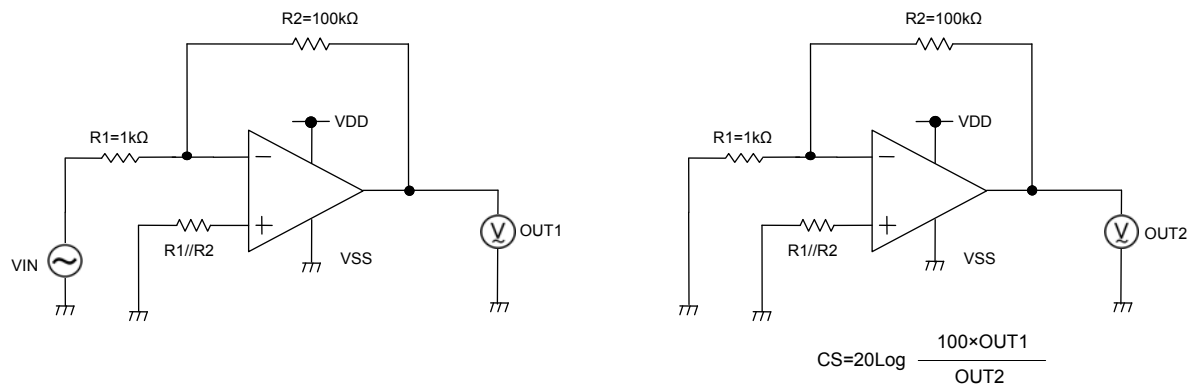 R2=100kΩ
VDD
R1=1kΩ
R1//R2
VSS
VIN
OUT1
R2=100kΩ
VDD
R1=1kΩ
R1//R2
VSS
OUT2
CS=20Log 100×OUT1
OUT2